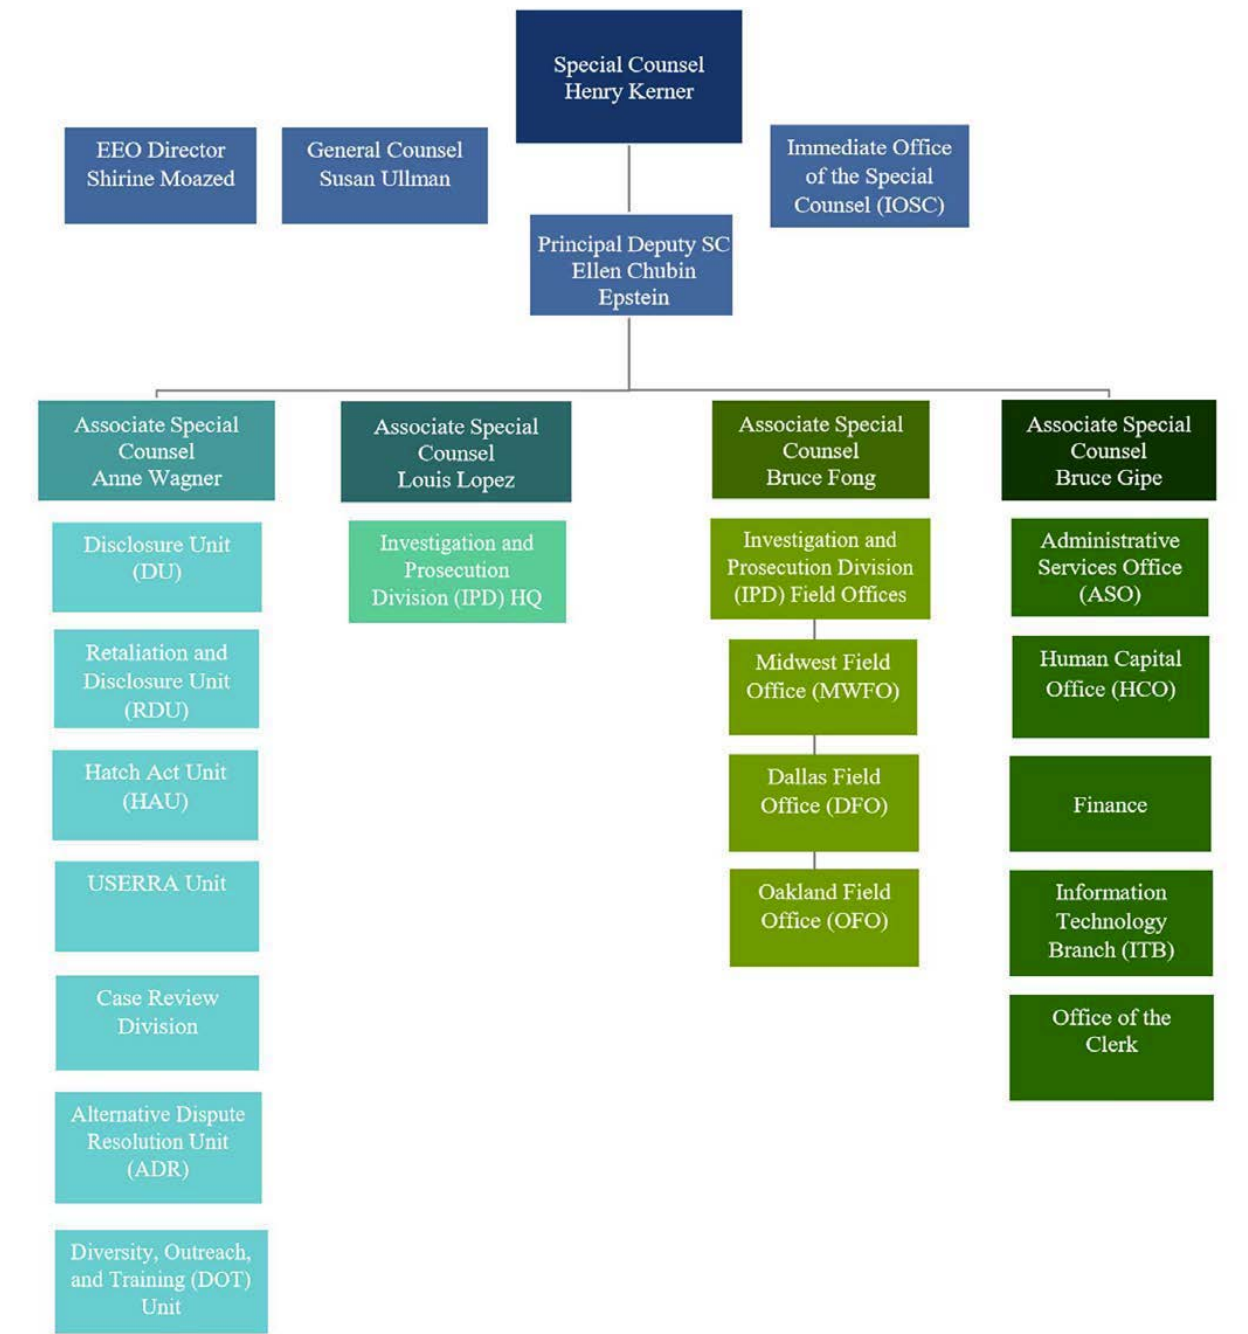 Special Counsel
Henry Kerner
EEO Director
Shirine Moazed
General Counsel
Susan Ullman
Immediate Office
of the Special
Counsel (IOSC)
Principal Deputy SC
Ellen Chubin
Epstein
Associate Special
Counsel
Anne Wagner
Disclosure Unit
(DU)
Retaliation and
Disclosure Unit
(RDU)
Hatch Act Unit
(HAU)
USERRA Unit
Case Review
Division
Alternative Dispute
Resolution Unit
(ADR)
Diversity, Outreach,
and Training (DOT)
Unit
Associate Special
Counsel
Louis Lopez
Investigation and
Prosecution
Division (IPD) HQ
Associate Special
Counsel
Bruce Fong
Investigation and
Prosecution Division
(IPD) Field Offices
Midwest Field
Office (MWFO)
Dallas Field
Office (DFO)
Oakland Field
Office (OFO)
Associate Special
Counsel
Bruce Gipe
Administrative
Services Office
(ASO)
Human Capital
Office (HCO)
Finance
Information
Technology
Branch (ITB)
Office of the
Clerk